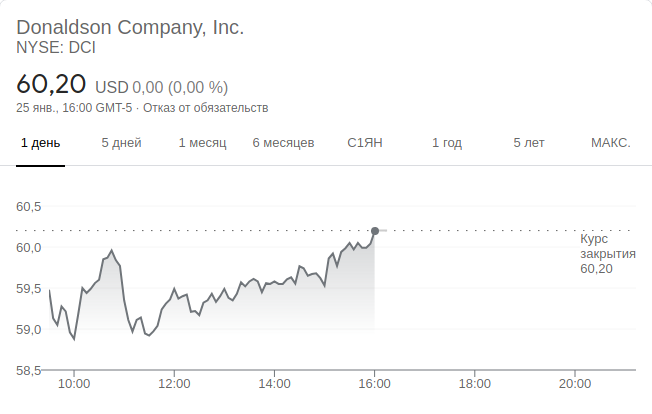 Donaldson Company, Inc.
NYSE: DCI
60,20 USD 0,00 (0,00 %)
25 янв., 16:00 GMT-5 · Отказ от обязательств
1 день 5 дней 1 месяц 6 месяцев С1ЯН 1 год 5 лет МАКС.
60,5
60,0
59,5
59,0
58,5
Курс
закрытия
60,20
10:00 12:00 14:00 16:00 18:00 20:00